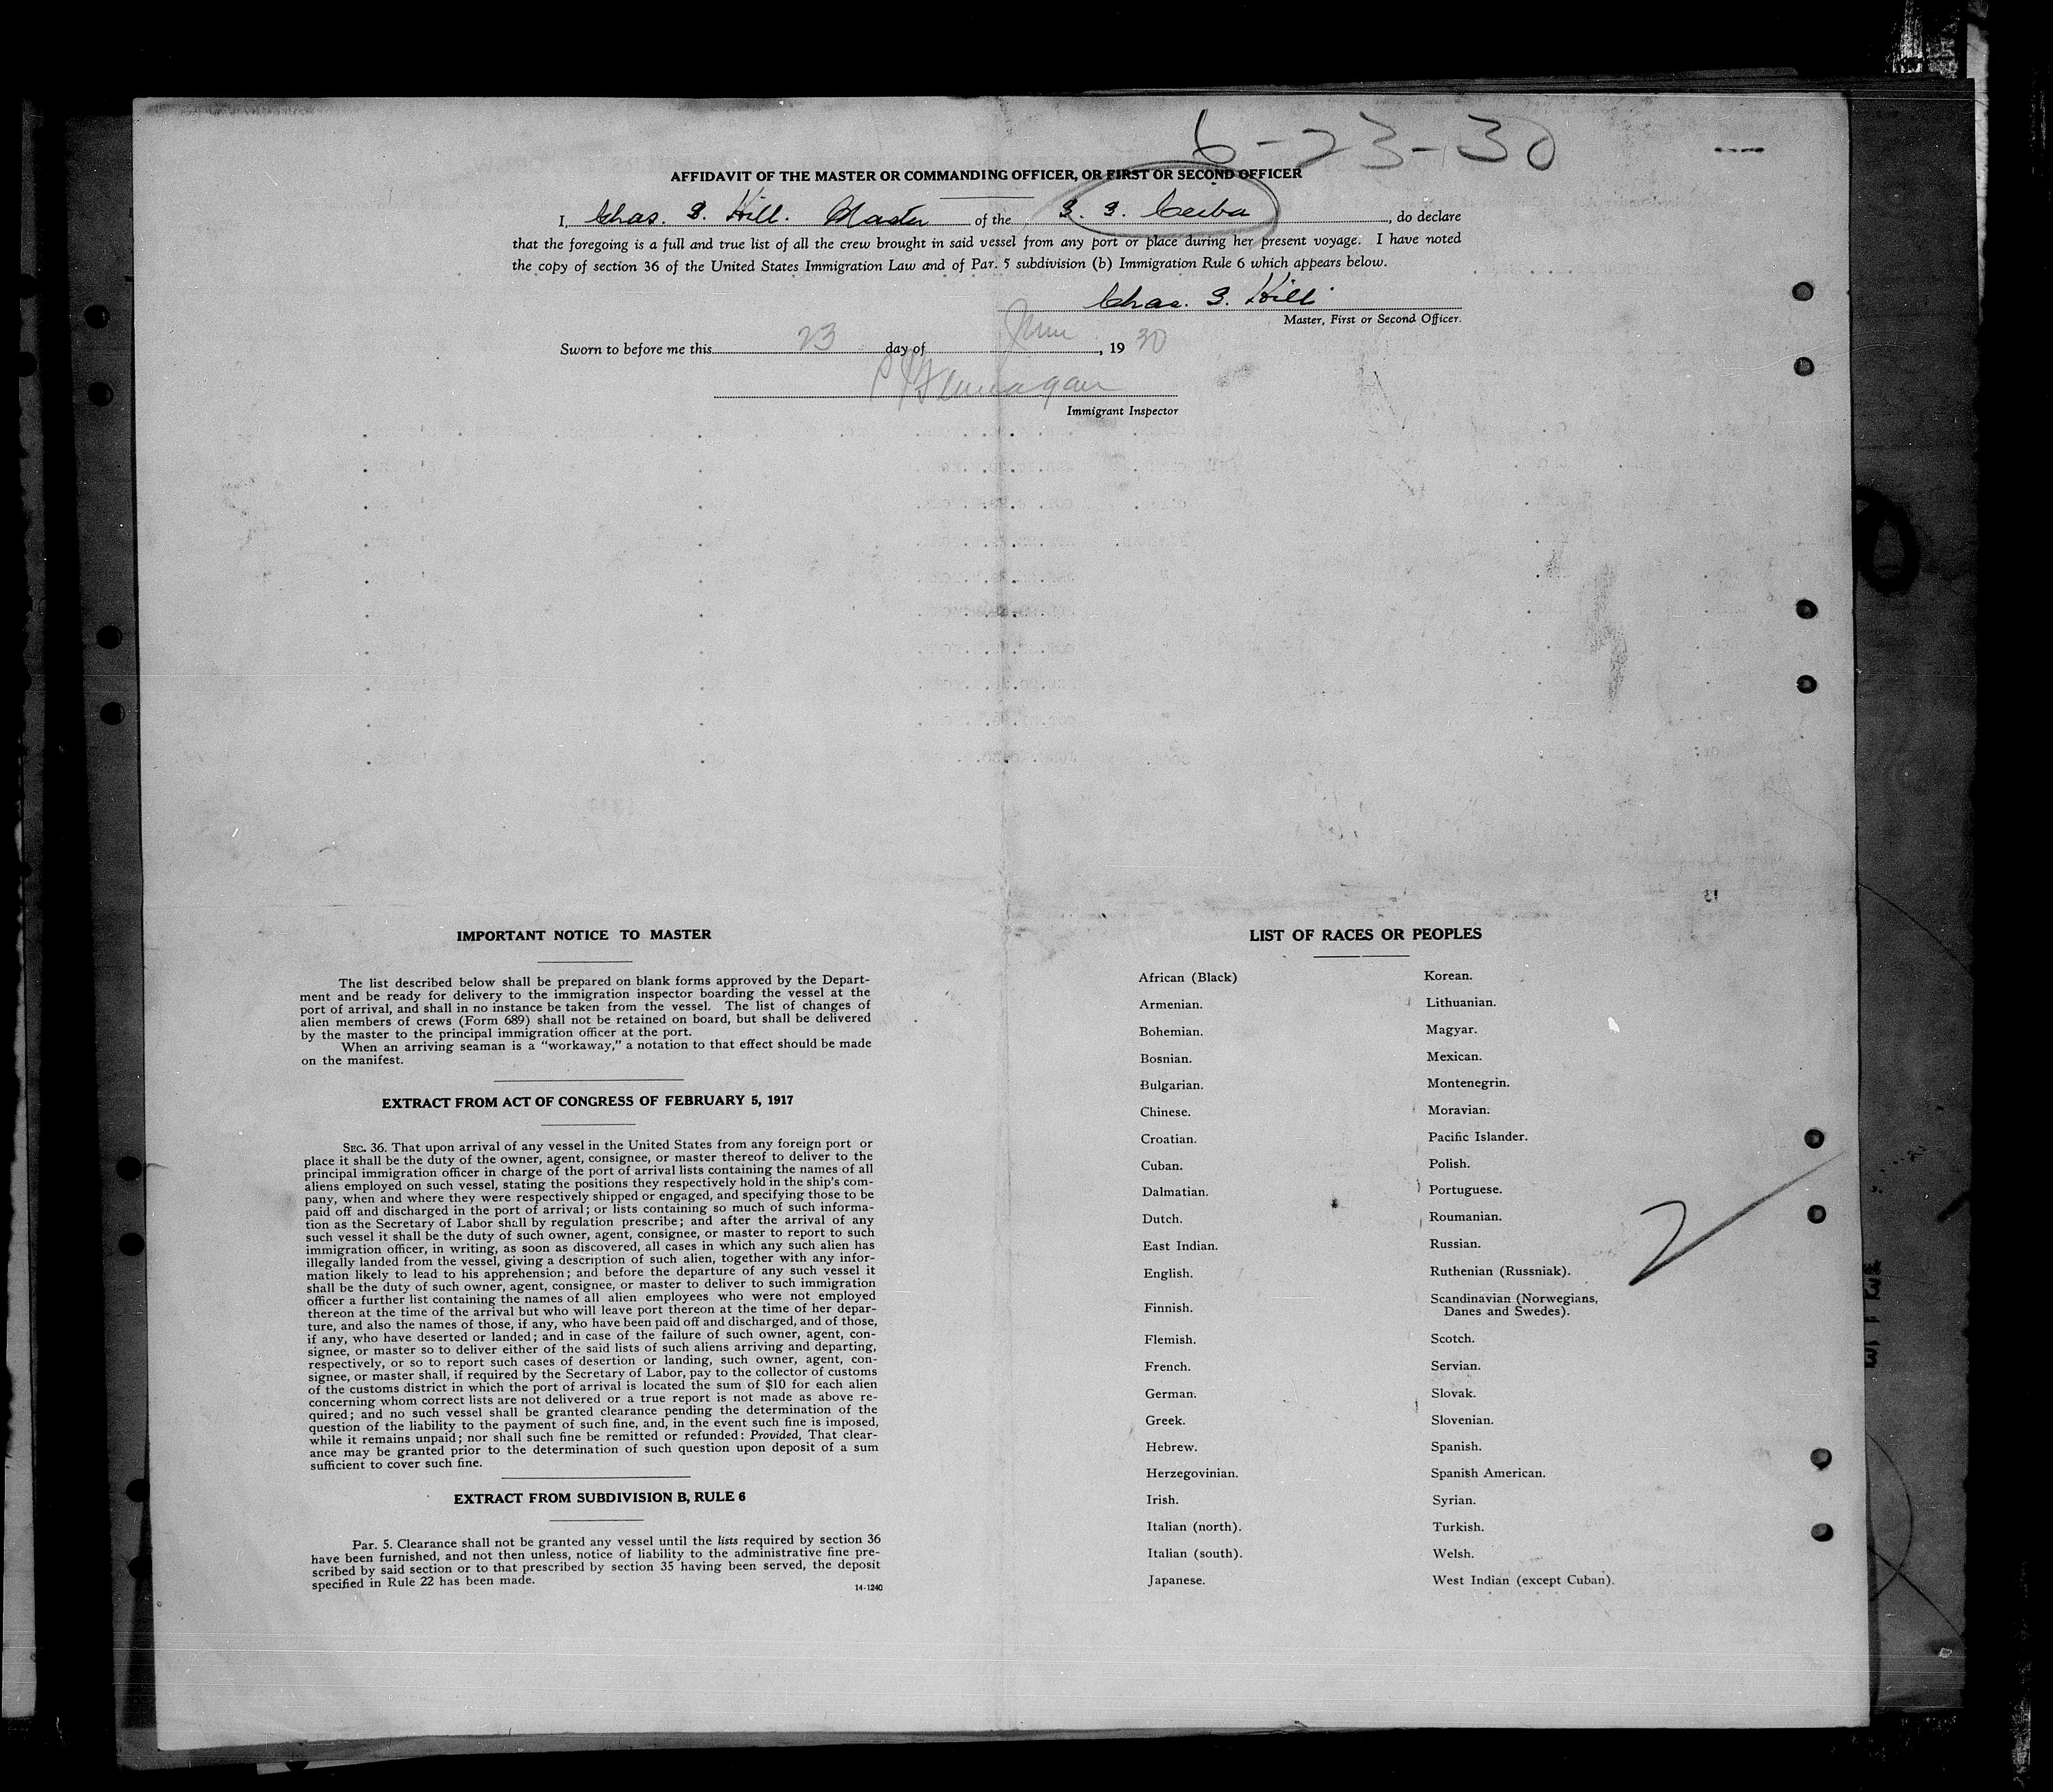 6-23-30
AFFIDAVIT OF THE MASTER OR COMMANDING OFFICER, OR FIRST OR SECOND OFFICER
I, Chas. S. Hill. Master of the S. S. Ceiba, do declare
that the foregoing is a full and true list of all the crew brought in said vessel from any port or place during her present voyage. I have noted
the copy of section 36 of the United States Immigration Law and of Par. 5 subdivision (b) Immigration Rule 6 which appears below.
Chas. S. Hill
Master, First or Second Officer.
Sworn to before me this 23 day of June, 19 30
Immigrant Inspector
IMPORTANT NOTICE TO MASTER
The list described below shall be prepared on blank forms approved by the Depart-
ment and be ready for delivery to the immigration inspector boarding the vessel at the
port of arrival, and shall in no instance be taken from the vessel. The list of changes of
alien members of crews (Form 689) shall not be retained on board, but shall be delivered
by the master to the principal immigration officer at the port.
When an arriving seaman is a "workaway," a notation to that effect should be made
on the manifest.
EXTRACT FROM ACT OF CONGRESS OF FEBRUARY 5, 1917
SEC. 36. That upon arrival of any vessel in the United States from any foreign port or
place it shall be the duty of the owner, agent, consignee, or master thereof to deliver to the
principal immigration officer in charge of the port of arrival lists containing the names of all
aliens employed on such vessel, stating the positions they respectively hold in the ship's com-
pany, when and where they were respectively shipped or engaged, and specifying those to be
paid off and discharged in the port of arrival; or lists containing so much of such informa-
tion as the Secretary of Labor shall by regulation prescribe; and after the arrival of any
such vessel it shall be the duty of such owner, agent, consignee, or master to report to such
immigration officer, in writing, as soon as discovered, all cases in which any such alien has
illegally landed from the vessel, giving a description of such alien, together with any infor-
mation likely to lead to his apprehension; and before the departure of any such vessel it
shall be the duty of such owner, agent, consignee, or master to deliver to such immigration
officer a further list containing the names of all alien employees who were not employed
thereon at the time of the arrival but who will leave port thereon at the time of her depar-
ture, and also the names of those, if any, who have been paid off and discharged, and of those,
if any, who have deserted or landed; and in case of the failure of such owner, agent, con-
signee, or master so to deliver either of the said lists of such aliens arriving and departing,
respectively, or so to report such cases of desertion or landing, such owner, agent, con-
signee, or master shall, if required by the Secretary of Labor, pay to the collector of customs
of the customs district in which the port of arrival is located the sum of $10 for each alien
concerning whom correct lists are not delivered or a true report is not made as above re-
quired; and no such vessel shall be granted clearance pending the determination of the
question of the liability to the payment of such fine, and, in the event such fine is imposed,
while it remains unpaid; nor shall such fine be remitted or refunded: Provided, That clear-
ance may be granted prior to the determination of such question upon deposit of a sum
sufficient to cover such fine.
EXTRACT FROM SUBDIVISION B, RULE 6
Par. 5. Clearance shall not be granted any vessel until the lists required by section 36
have been furnished, and not then unless, notice of liability to the administrative fine pre-
scribed by said section or to that prescribed by section 35 having been served, the deposit
specified in Rule 22 has been made.
14-1240
LIST OF RACES OR PEOPLES
African (Black)
Armenian.
Bohemian.
Bosnian.
Bulgarian.
Chinese.
Croatian.
Cuban.
Dalmatian.
Dutch.
East Indian.
English.
Finnish.
Flemish.
French.
German.
Greek.
Hebrew.
Herzegovinian.
Irish.
Italian (north).
Italian (south).
Japanese.
Korean.
Lithuanian.
Magyar.
Mexican.
Montenegrin.
Moravian.
Pacific Islander.
Polish.
Portuguese.
Roumanian.
Russian.
Ruthenian (Russniak).
Scandinavian (Norwegians,
Danes and Swedes).
Scotch.
Servian.
Slovak.
Slovenian.
Spanish.
Spanish American.
Syrian.
Turkish.
Welsh.
West Indian (except Cuban).
2